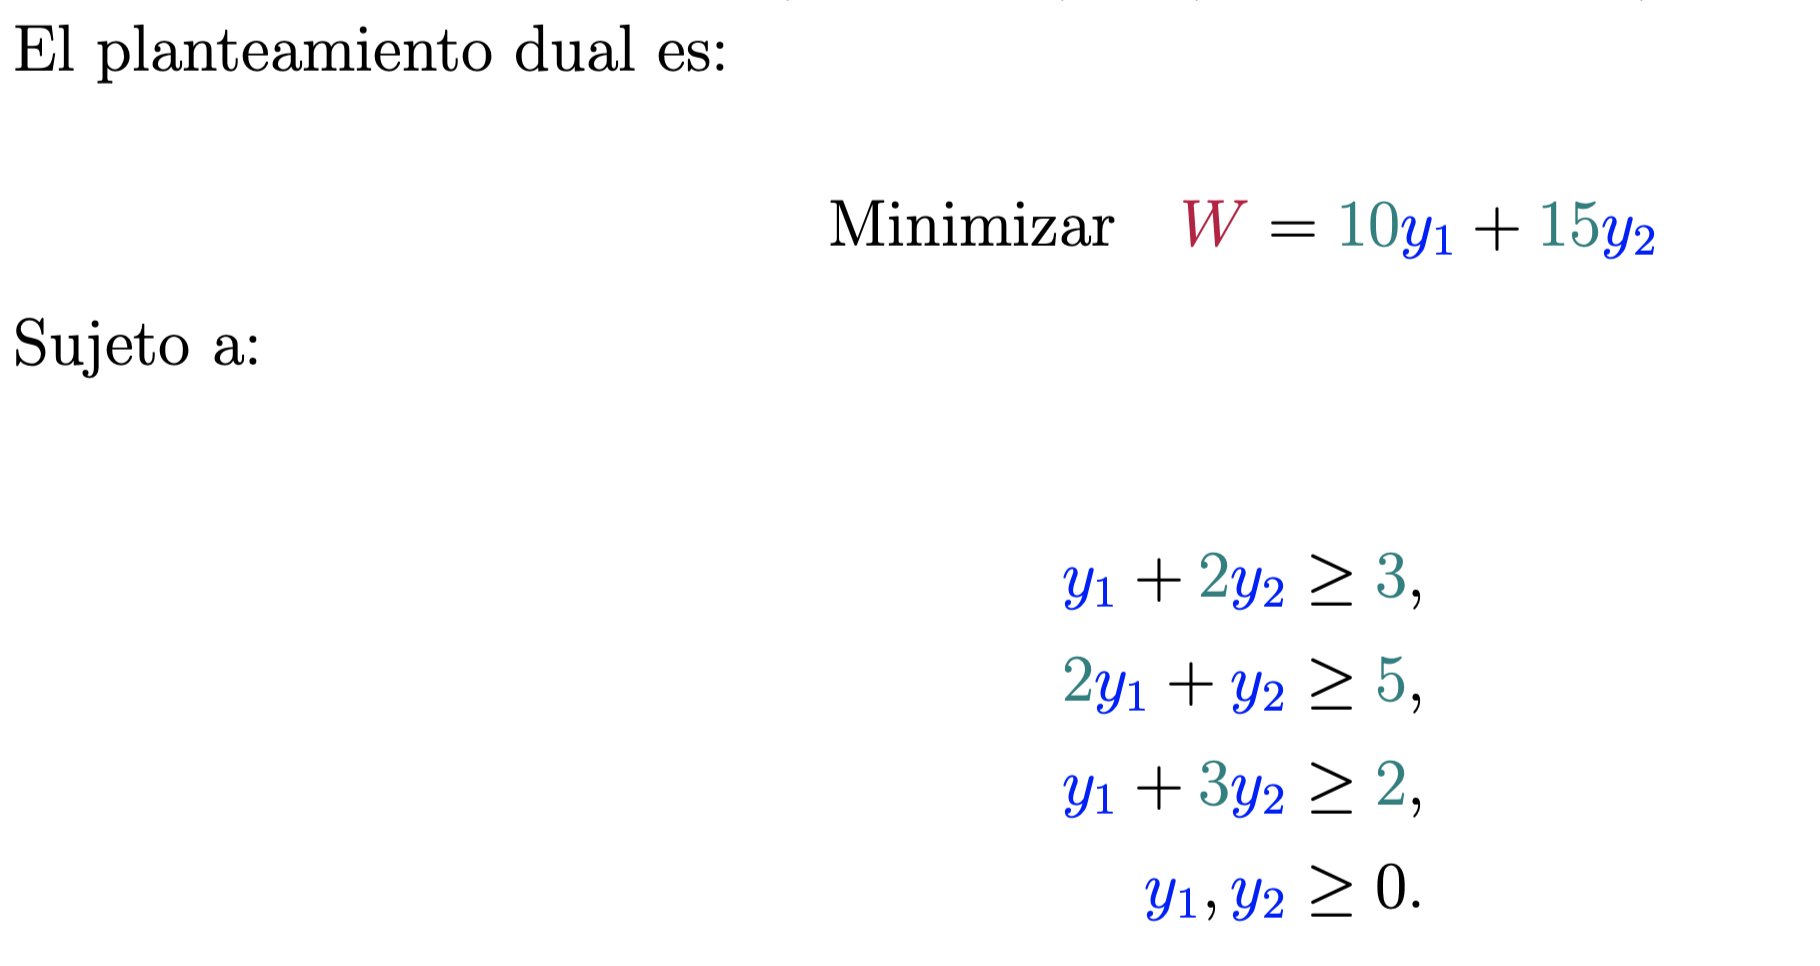 El planteamiento dual es:
Minimizar W = 10y₁ + 15y₂
Sujeto a:
y₁ + 2y₂ ≥ 3,
2y₁ + y₂ ≥ 5,
y₁ + 3y₂ ≥ 2,
y₁, y₂ ≥ 0.